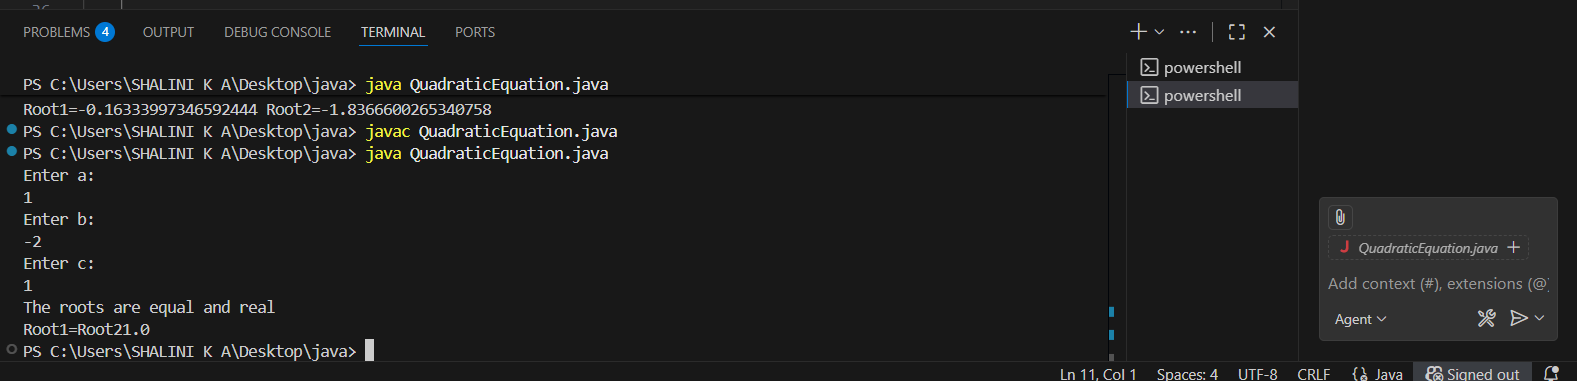 PROBLEMS 4 OUTPUT DEBUG CONSOLE TERMINAL PORTS
PS C:\Users\SHALINI K A\Desktop\java> java QuadraticEquation.java
Root1=-0.16333997346592444 Root2=-1.8366600265340758
PS C:\Users\SHALINI K A\Desktop\java> javac QuadraticEquation.java
PS C:\Users\SHALINI K A\Desktop\java> java QuadraticEquation.java
Enter a:
1
Enter b:
-2
Enter c:
1
The roots are equal and real
Root1=Root21.0
PS C:\Users\SHALINI K A\Desktop\java>
powershell
powershell
J QuadraticEquation.java +
Add context (#), extensions (@
Agent
Ln 11, Col 1 Spaces: 4 UTF-8 CRLF Java Signed out